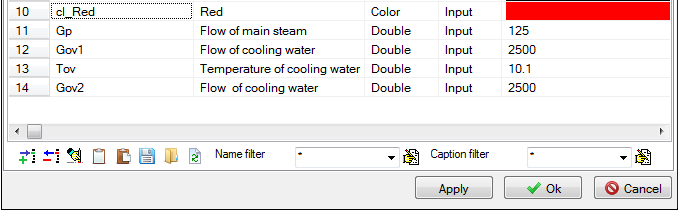 10 cl_Red Red Color Input
11 Gp Flow of main steam Double Input 125
12 Gov1 Flow of cooling water Double Input 2500
13 Tov Temperature of cooling water Double Input 10.1
14 Gov2 Flow of cooling water Double Input 2500
Name filter * Caption filter *
Apply Ok Cancel